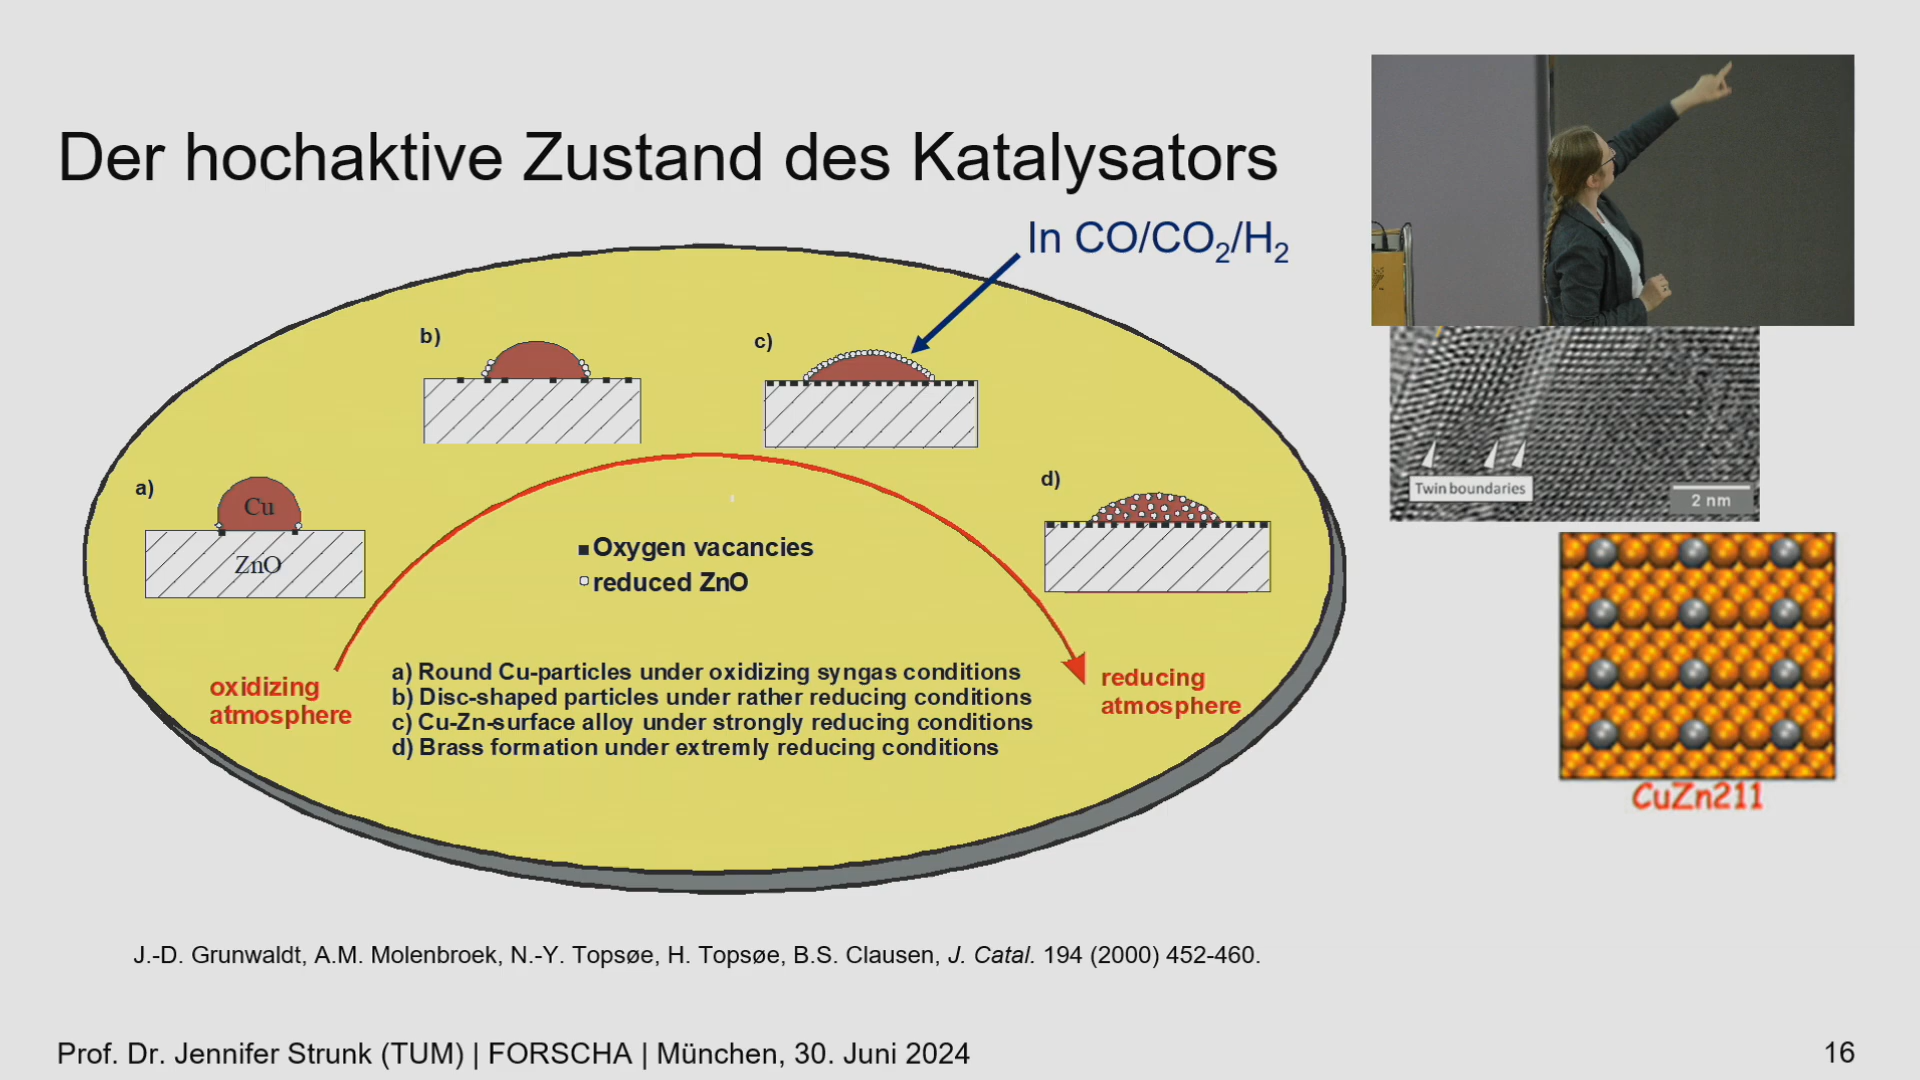 Der hochaktive Zustand des Katalysators
In CO/CO₂/H₂
b)
c)
a)
Cu
ZnO
d)
Oxygen vacancies
reduced ZnO
oxidizing
atmosphere
a) Round Cu-particles under oxidizing syngas conditions
b) Disc-shaped particles under rather reducing conditions
c) Cu-Zn-surface alloy under strongly reducing conditions
d) Brass formation under extremly reducing conditions
reducing
atmosphere
Twin boundaries
2 nm
CuZn211
J.-D. Grunwaldt, A.M. Molenbroek, N.-Y. Topsøe, H. Topsøe, B.S. Clausen, J. Catal. 194 (2000) 452-460.
Prof. Dr. Jennifer Strunk (TUM) | FORSCHA | München, 30. Juni 2024
16